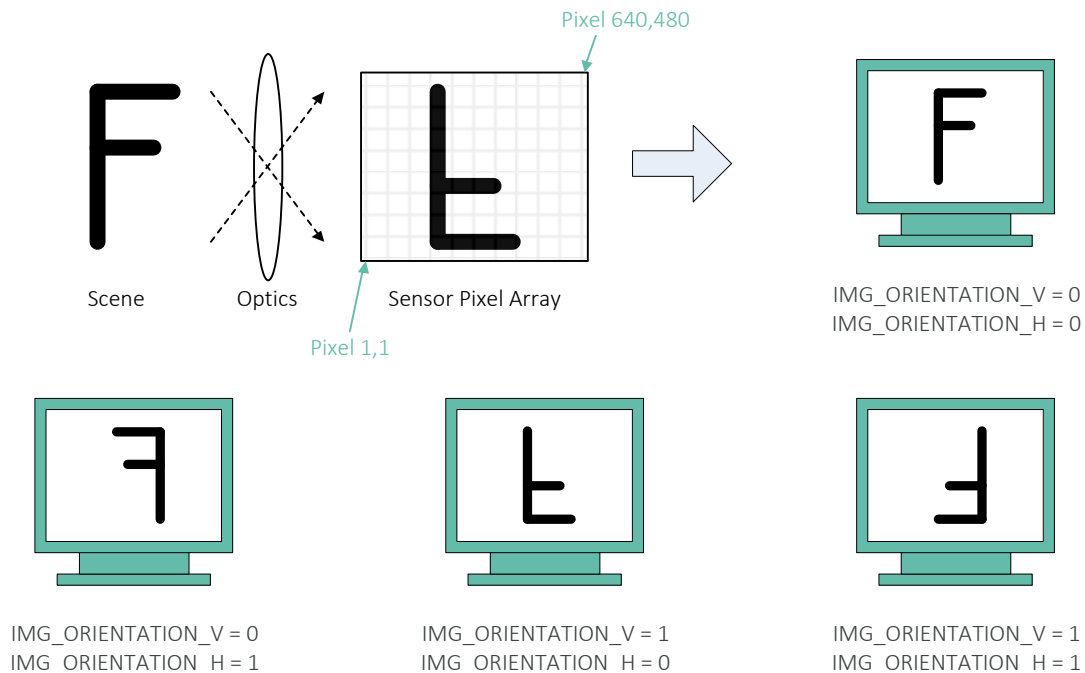 Pixel 640,480
F
Scene
Optics
Sensor Pixel Array
Pixel 1,1
F
IMG_ORIENTATION_V = 0
IMG_ORIENTATION_H = 0
IMG_ORIENTATION_V = 0
IMG_ORIENTATION_H = 1
IMG_ORIENTATION_V = 1
IMG_ORIENTATION_H = 0
IMG_ORIENTATION_V = 1
IMG_ORIENTATION_H = 1